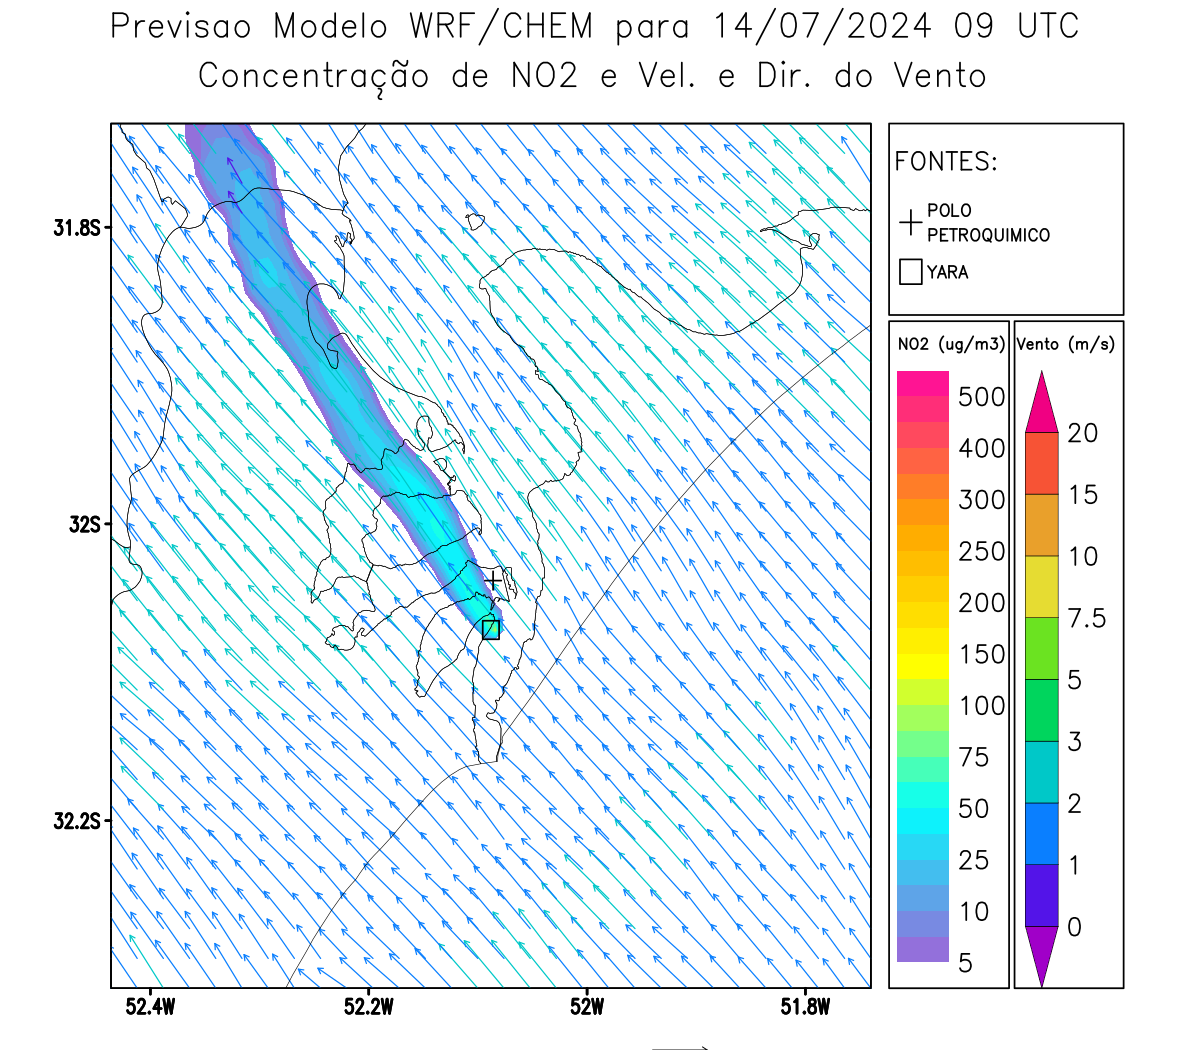 Previsao Modelo WRF/CHEM para 14/07/2024 09 UTC
Concentração de NO2 e Vel. e Dir. do Vento
FONTES:
POLO
PETROQUIMICO
YARA
NO2 (ug/m3)
500
400
300
250
200
150
100
75
50
25
10
5
Vento (m/s)
20
15
10
7.5
5
3
2
1
0
31.8S
32S
32.2S
52.4W
52.2W
52W
51.8W